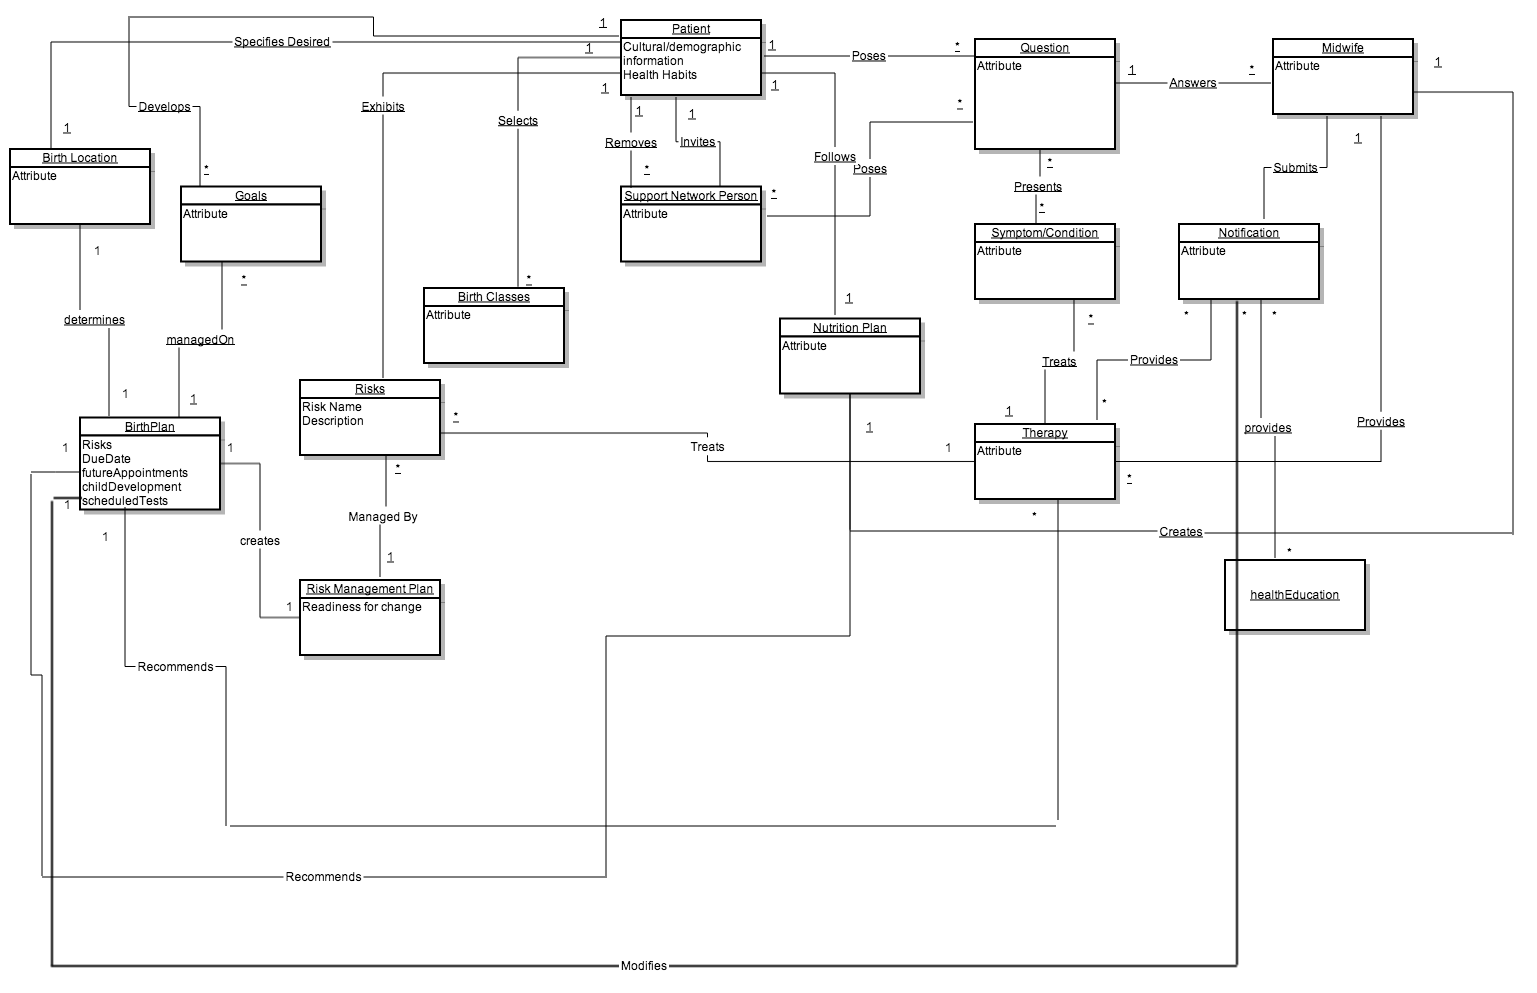 1
Patient
Specifies Desired
Cultural/demographic
information
Health Habits
1
1
Poses
*
Question
Attribute
Midwife
Attribute
1
Answers
*
1
1
1
Develops
Exhibits
Selects
1
1
*
1
Removes
Invites
1
Birth Location
Attribute
*
Follows
Poses
*
Presents
Submits
Goals
Attribute
*
Support Network Person
Attribute
*
*
Symptom/Condition
Attribute
Notification
Attribute
1
*
*
Birth Classes
Attribute
1
determines
managedOn
Nutrition Plan
Attribute
*
*
*
*
Treats
Provides
Risks
Risk Name
Description
1
1
*
1
*
BirthPlan
Risks
DueDate
futureAppointments
childDevelopment
scheduledTests
1
1
*
Treats
1
Therapy
Attribute
1
provides
Provides
*
1
1
Managed By
*
creates
1
Creates
*
1
Risk Management Plan
Readiness for change
healthEducation
Recommends
Recommends
Modifies